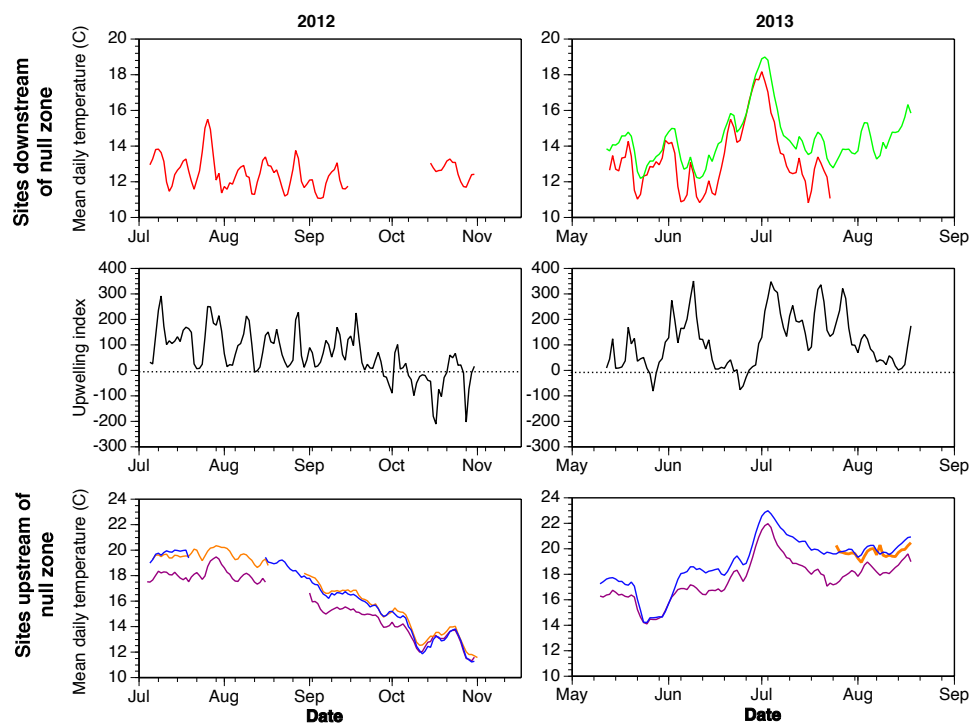 2012
2013
Sites downstream
of null zone
Mean daily temperature (C)
20
18
16
14
12
10
Jul
Aug
Sep
Oct
Nov
20
18
16
14
12
10
May
Jun
Jul
Aug
Sep
Upwelling index
400
300
200
100
0
-100
-200
-300
Jul
Aug
Sep
Oct
Nov
400
300
200
100
0
-100
-200
-300
May
Jun
Jul
Aug
Sep
Sites upstream of
null zone
Mean daily temperature (C)
24
22
20
18
16
14
12
10
Jul
Aug
Sep
Oct
Nov
Date
24
22
20
18
16
14
12
10
May
Jun
Jul
Aug
Sep
Date